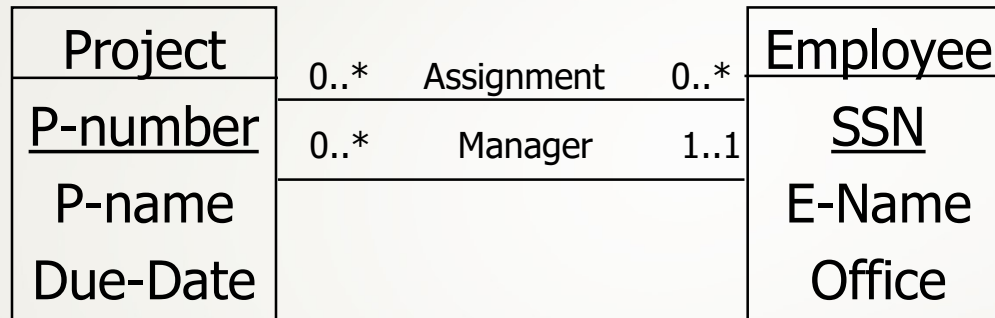 Project
P-number
P-name
Due-Date
0..* Assignment 0..*
0..* Manager 1..1
Employee
SSN
E-Name
Office